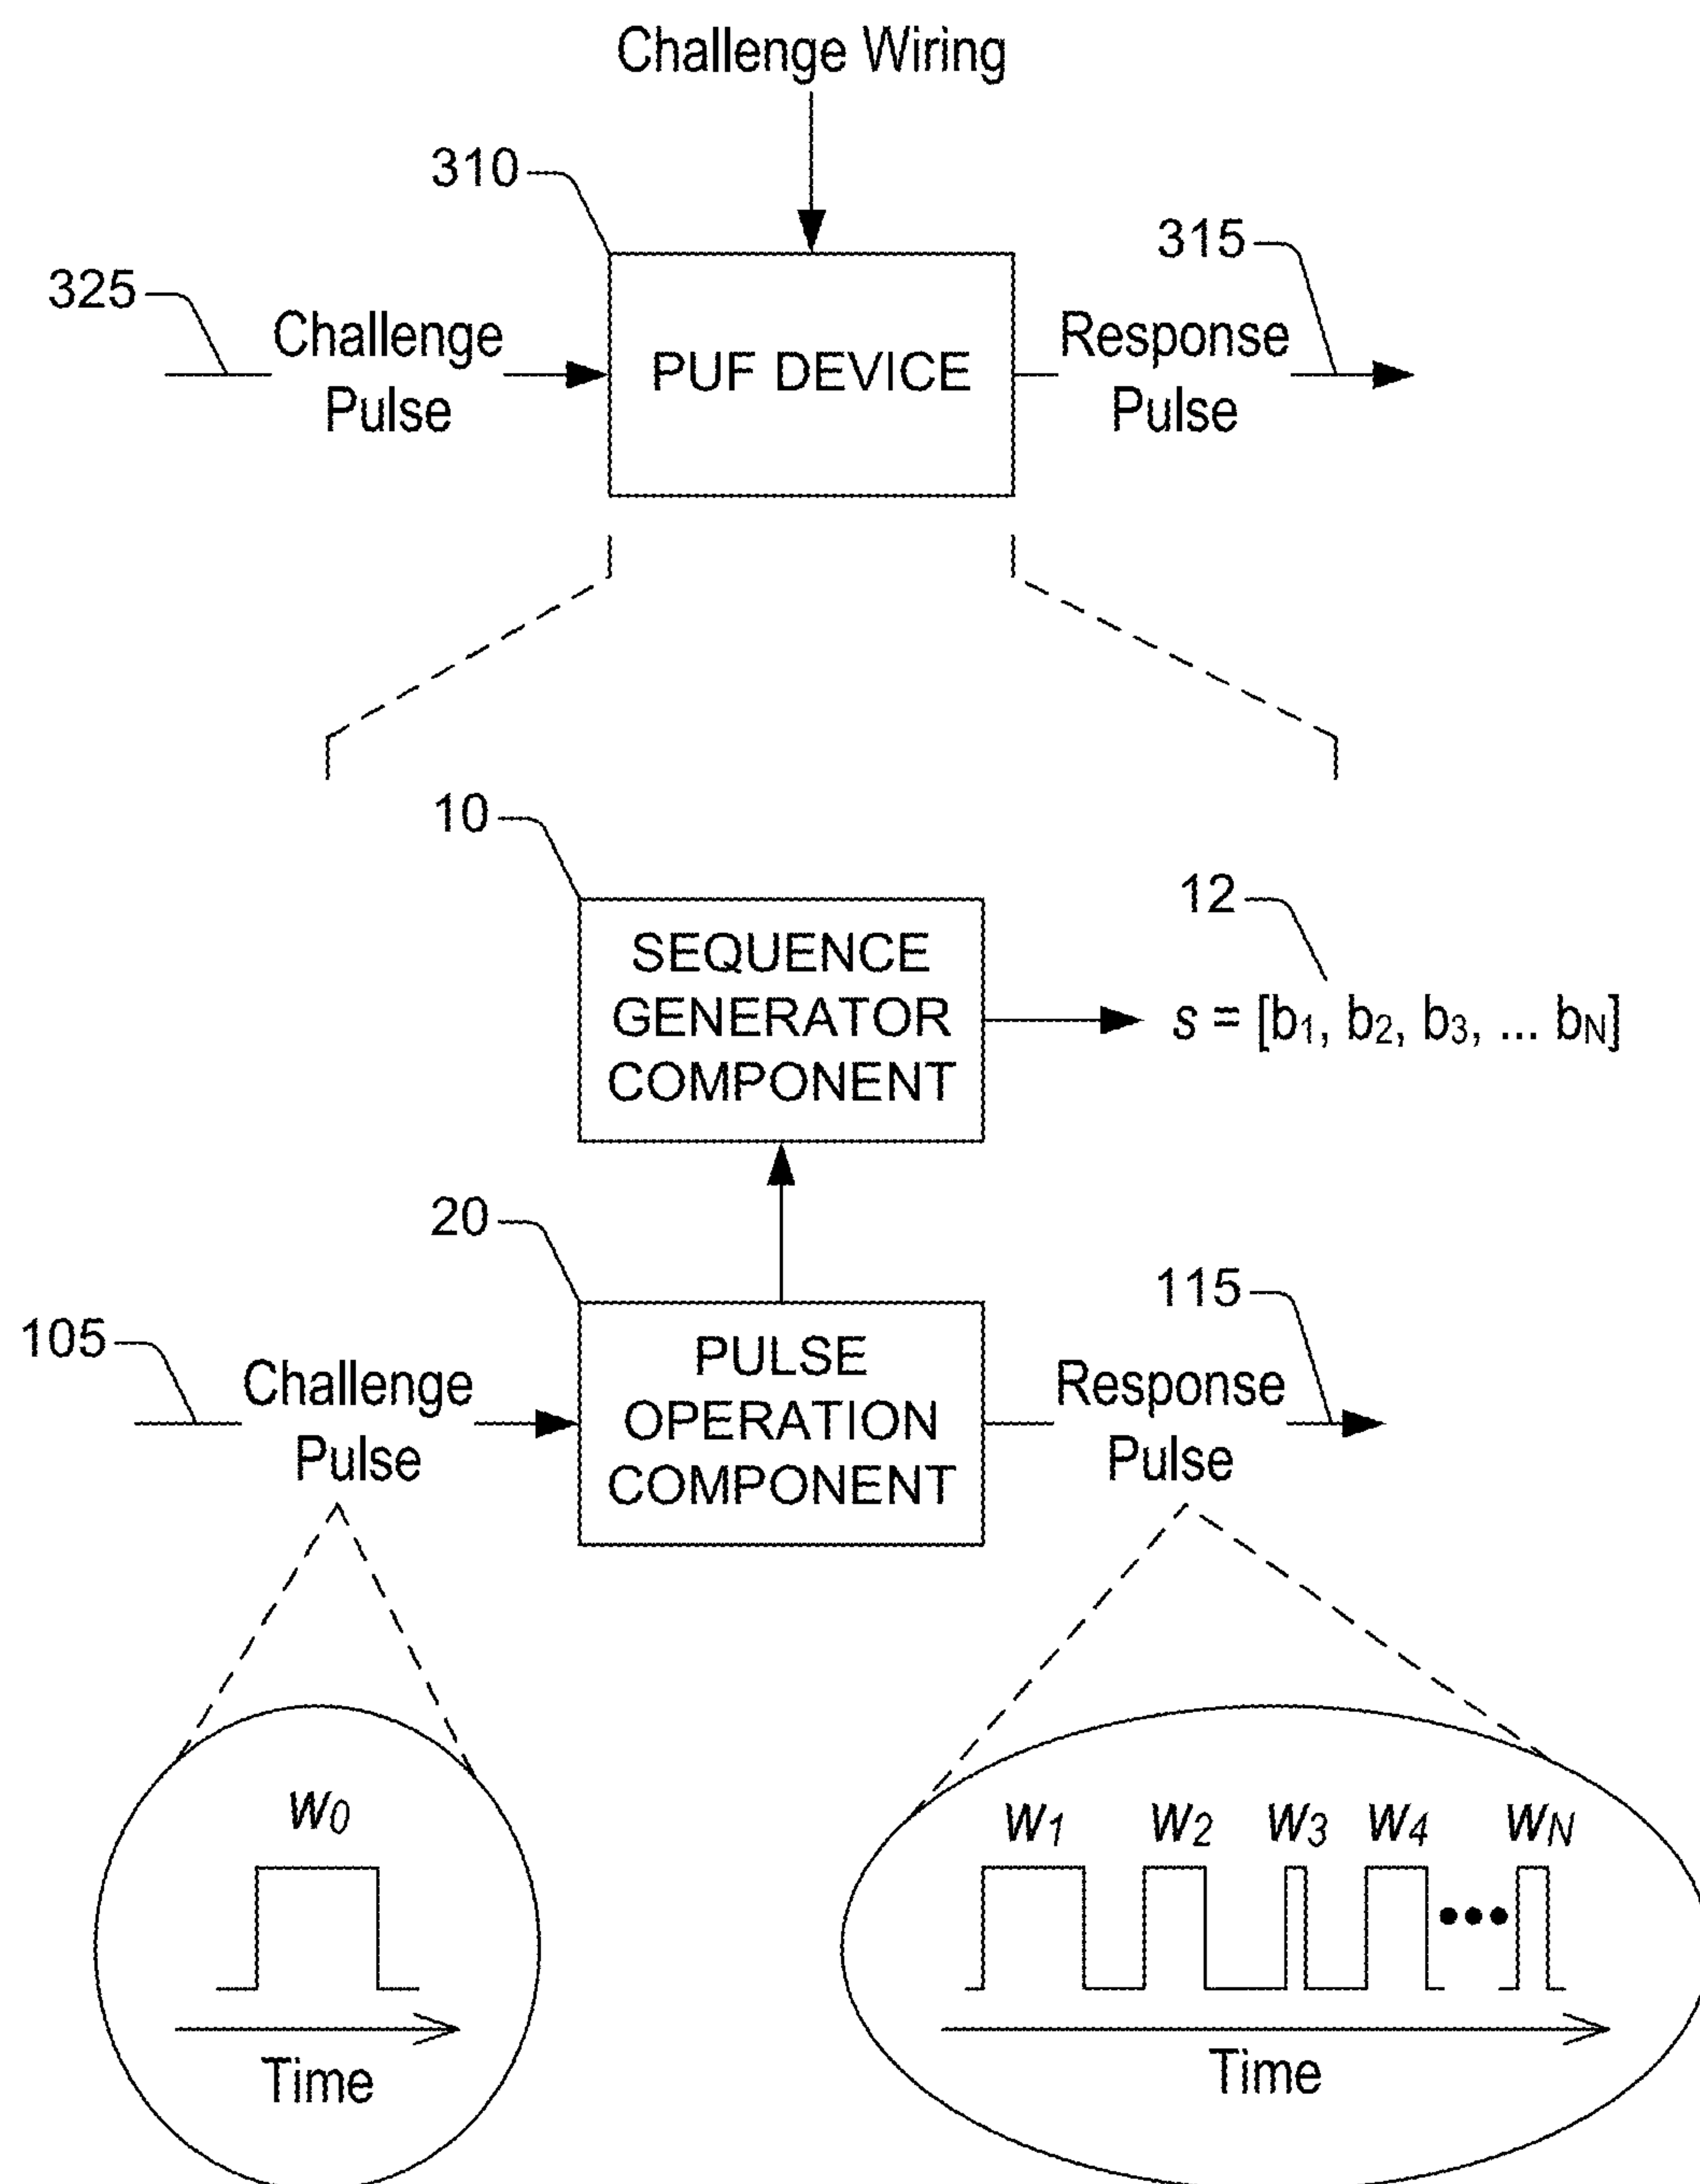 Challenge Wiring
310
315
325
Challenge
Pulse
PUF DEVICE
Response
Pulse
10
12
SEQUENCE
GENERATOR
COMPONENT
s = [b1, b2, b3, ... bN]
20
115
105
Challenge
Pulse
PULSE
OPERATION
COMPONENT
Response
Pulse
W0
Time
W1 W2 W3 W4 WN
Time